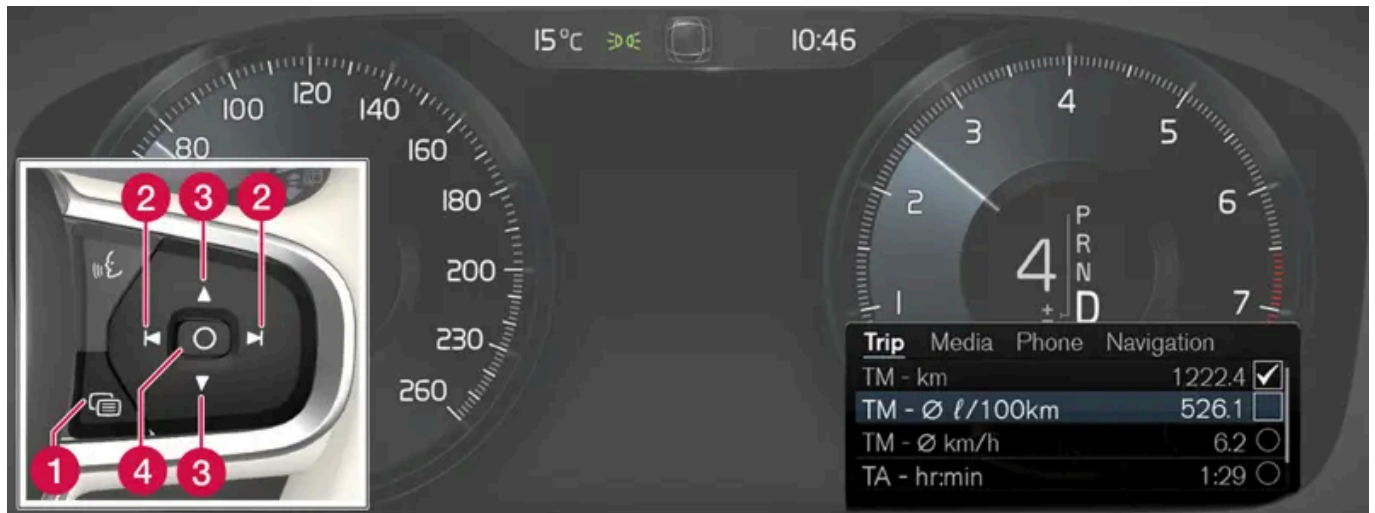 15°C 10:46
80
100
120
140
160
180
200
230
260
1
2
3
4
5
6
7
4
P
R
N
D
±
2 3 2
1 4 3
Trip Media Phone Navigation
TM - km 1222.4
TM - Ø ℓ/100km 526.1
TM - Ø km/h 6.2
TA - hr:min 1:29